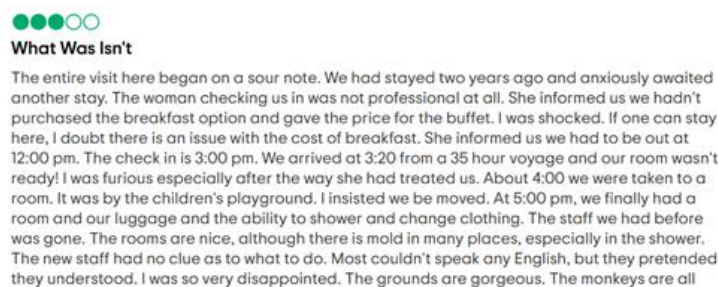 What Was Isn't
The entire visit here began on a sour note. We had stayed two years ago and anxiously awaited
another stay. The woman checking us in was not professional at all. She informed us we hadn't
purchased the breakfast option and gave the price for the buffet. I was shocked. If one can stay
here, I doubt there is an issue with the cost of breakfast. She informed us we had to be out at
12:00 pm. The check in is 3:00 pm. We arrived at 3:20 from a 35 hour voyage and our room wasn't
ready! I was furious especially after the way she had treated us. About 4:00 we were taken to a
room. It was by the children's playground. I insisted we be moved. At 5:00 pm, we finally had a
room and our luggage and the ability to shower and change clothing. The staff we had before
was gone. The rooms are nice, although there is mold in many places, especially in the shower.
The new staff had no clue as to what to do. Most couldn't speak any English, but they pretended
they understood. I was so very disappointed. The grounds are gorgeous. The monkeys are all